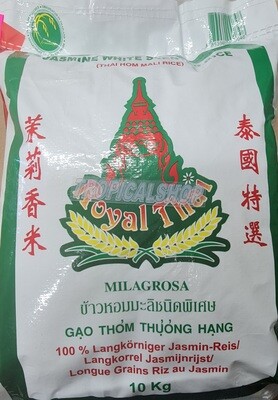 JASMINE WHITE
(THAI HOM MALI RICE)
茉莉香米
泰國特選
TROPICALSHOP
Royal Thai
MILAGROSA
ข้าวหอมมะลิชนิดพิเศษ
GẠO THƠM THƯỢNG HẠNG
100 % Langkörniger Jasmin-Reis/
Langkorrel Jasmijnrijst/
Longue Grains Riz au Jasmin
10 Kg